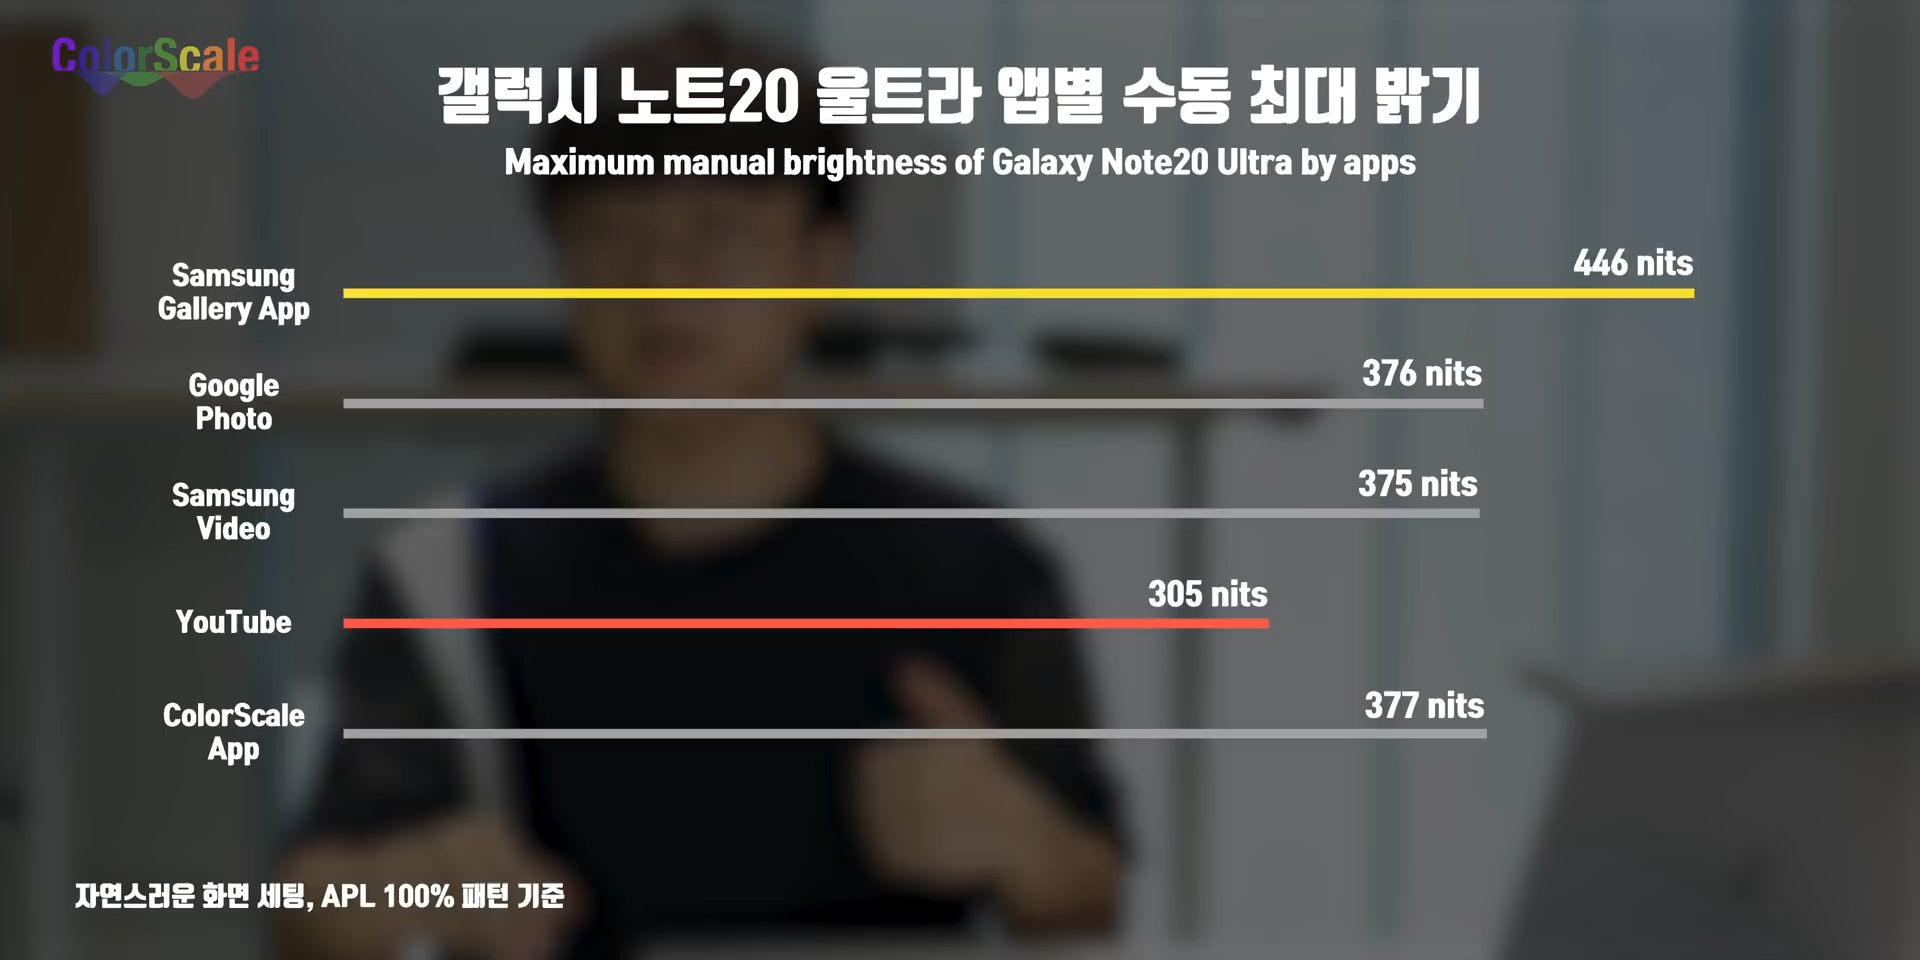 ColorScale
갤럭시 노트20 울트라 앱별 수동 최대 밝기
Maximum manual brightness of Galaxy Note20 Ultra by apps
Samsung
Gallery App
446 nits
Google
Photo
376 nits
Samsung
Video
375 nits
YouTube
305 nits
ColorScale
App
377 nits
자연스러운 화면 세팅, APL 100% 패턴 기준